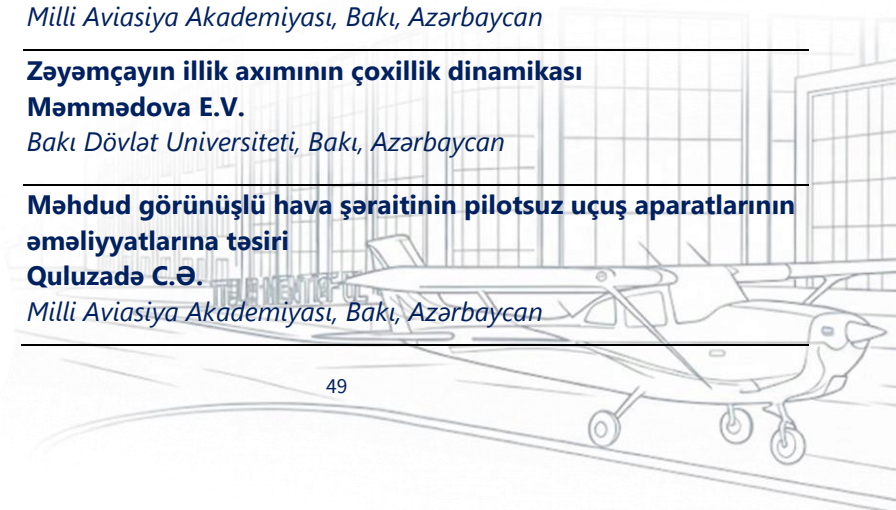 Milli Aviasiya Akademiyası, Bakı, Azərbaycan
Zəyəmçayın illik axımının çoxillik dinamikası
Məmmədova E.V.
Bakı Dövlət Universiteti, Bakı, Azərbaycan
Məhdud görünüşlü hava şəraitinin pilotsuz uçuş aparatlarının
əməliyyatlarına təsiri
Quluzadə C.Ə.
Milli Aviasiya Akademiyası, Bakı, Azərbaycan
49